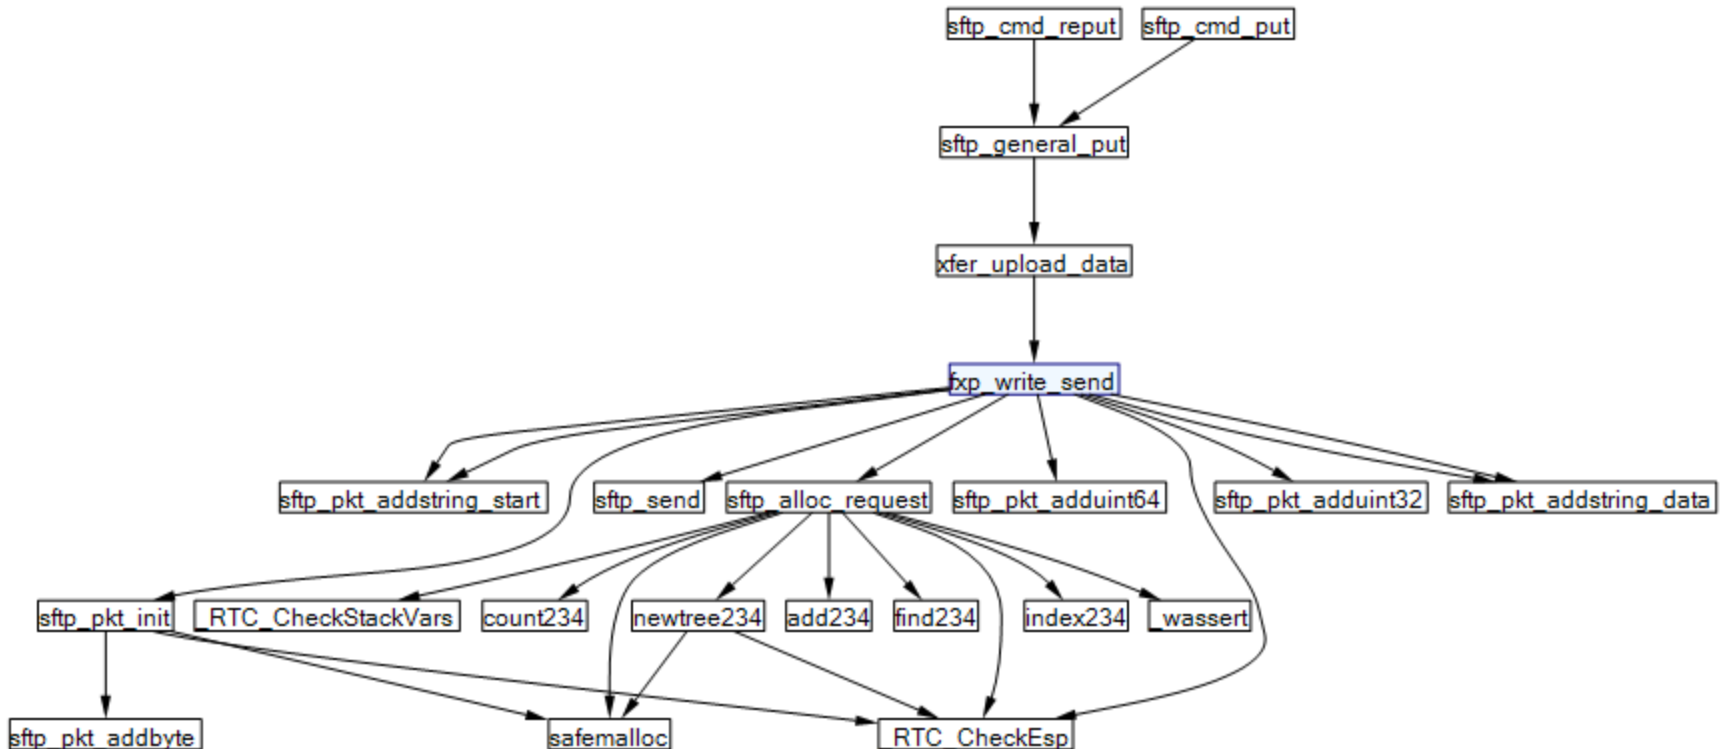 sftp_cmd_reput sftp_cmd_put
sftp_general_put
xfer_upload_data
fxp_write_send
sftp_pkt_addstring_start sftp_send sftp_alloc_request sftp_pkt_adduint64 sftp_pkt_adduint32 sftp_pkt_addstring_data
sftp_pkt_init _RTC_CheckStackVars count234 newtree234 add234 find234 index234 _wassert
sftp_pkt_addbyte safemalloc _RTC_CheckEsp